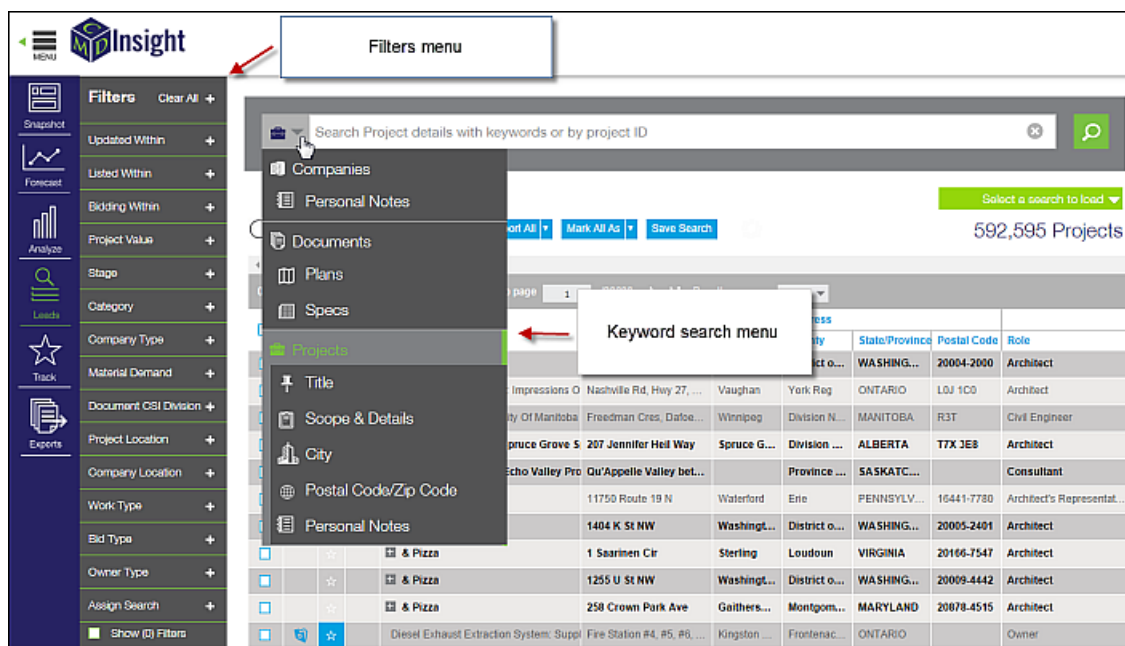 MENU
CMD Insight
Filters menu
Snapshot
Forecast
Analyze
Leads
Track
Exports
Filters Clear All +
Updated Within +
Listed Within +
Bidding Within +
Project Value +
Stage +
Category +
Company Type +
Material Demand +
Document CSI Division +
Project Location +
Company Location +
Work Type +
Bid Type +
Owner Type +
Assign Search +
Show (0) Filters
Search Project details with keywords or by project ID
Companies
Personal Notes
Documents
Plans
Specs
Projects
Title
Scope & Details
City
Postal Code/Zip Code
Personal Notes
Select a search to load
ort All Mark All As Save Search
592,595 Projects
page 1
Keyword search menu
ress
ty State/Province Postal Code Role
ict o... WASHING... 20004-2000 Architect
Impressions O Nashville Rd, Hwy 27, ... Vaughan York Reg ONTARIO L0J 1C0 Architect
ity Of Manitoba Freedman Cres, Dafoe... Winnipeg Division N... MANITOBA R3T Civil Engineer
pruce Grove S 207 Jennifer Heil Way Spruce G... Division ... ALBERTA T7X 3E8 Architect
Echo Valley Pro Qu'Appelle Valley bet... Province ... SASKATC... Consultant
11750 Route 19 N Waterford Erie PENNSYLV... 16441-7780 Architect's Representat...
1404 K St NW Washingt... District o... WASHING... 20005-2401 Architect
& Pizza 1 Saarinen Cir Sterling Loudoun VIRGINIA 20166-7547 Architect
& Pizza 1255 U St NW Washingt... District o... WASHING... 20009-4442 Architect
& Pizza 258 Crown Park Ave Gaithers... Montgom... MARYLAND 20878-4515 Architect
Diesel Exhaust Extraction System: Suppl Fire Station #4, #5, #6, ... Kingston ... Frontenac... ONTARIO Owner